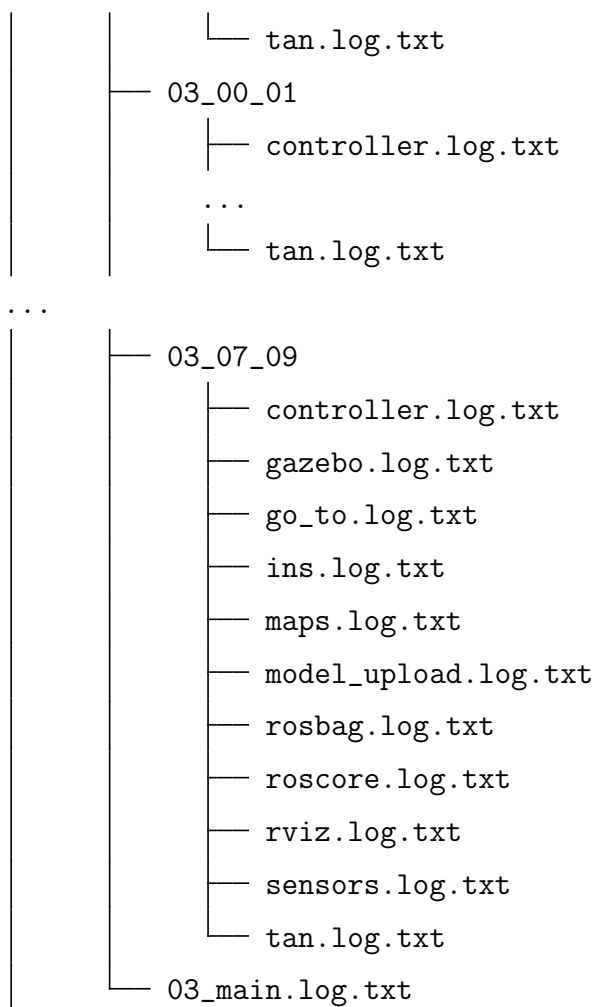 │     │     └── tan.log.txt
│     ├── 03_00_01
│     │     ├── controller.log.txt
│     │     ...
│     │     └── tan.log.txt
...
│     ├── 03_07_09
│     │     ├── controller.log.txt
│     │     ├── gazebo.log.txt
│     │     ├── go_to.log.txt
│     │     ├── ins.log.txt
│     │     ├── maps.log.txt
│     │     ├── model_upload.log.txt
│     │     ├── rosbag.log.txt
│     │     ├── roscore.log.txt
│     │     ├── rviz.log.txt
│     │     ├── sensors.log.txt
│     │     └── tan.log.txt
│     └── 03_main.log.txt